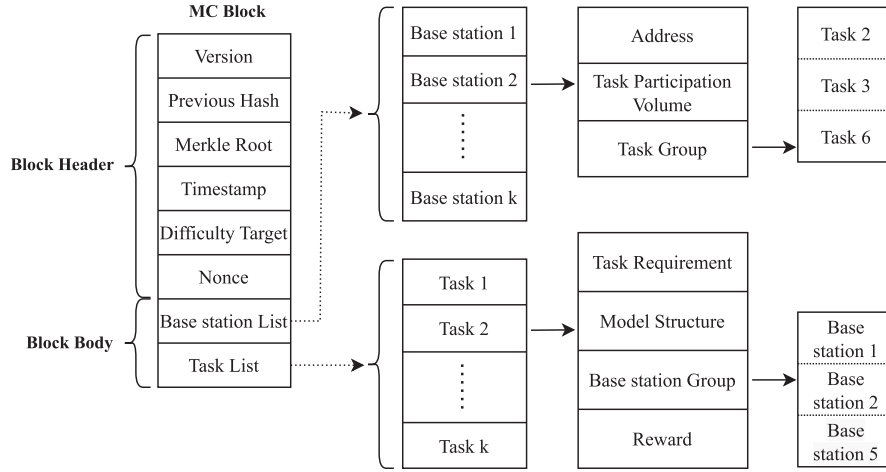 MC Block
Block Header
Version
Previous Hash
Merkle Root
Timestamp
Difficulty Target
Nonce
Block Body
Base station List
Task List
Base station 1
Base station 2
Base station k
Address
Task Participation
Volume
Task Group
Task 2
Task 3
Task 6
Task 1
Task 2
Task k
Task Requirement
Model Structure
Base station Group
Reward
Base
station 1
Base
station 2
Base
station 5